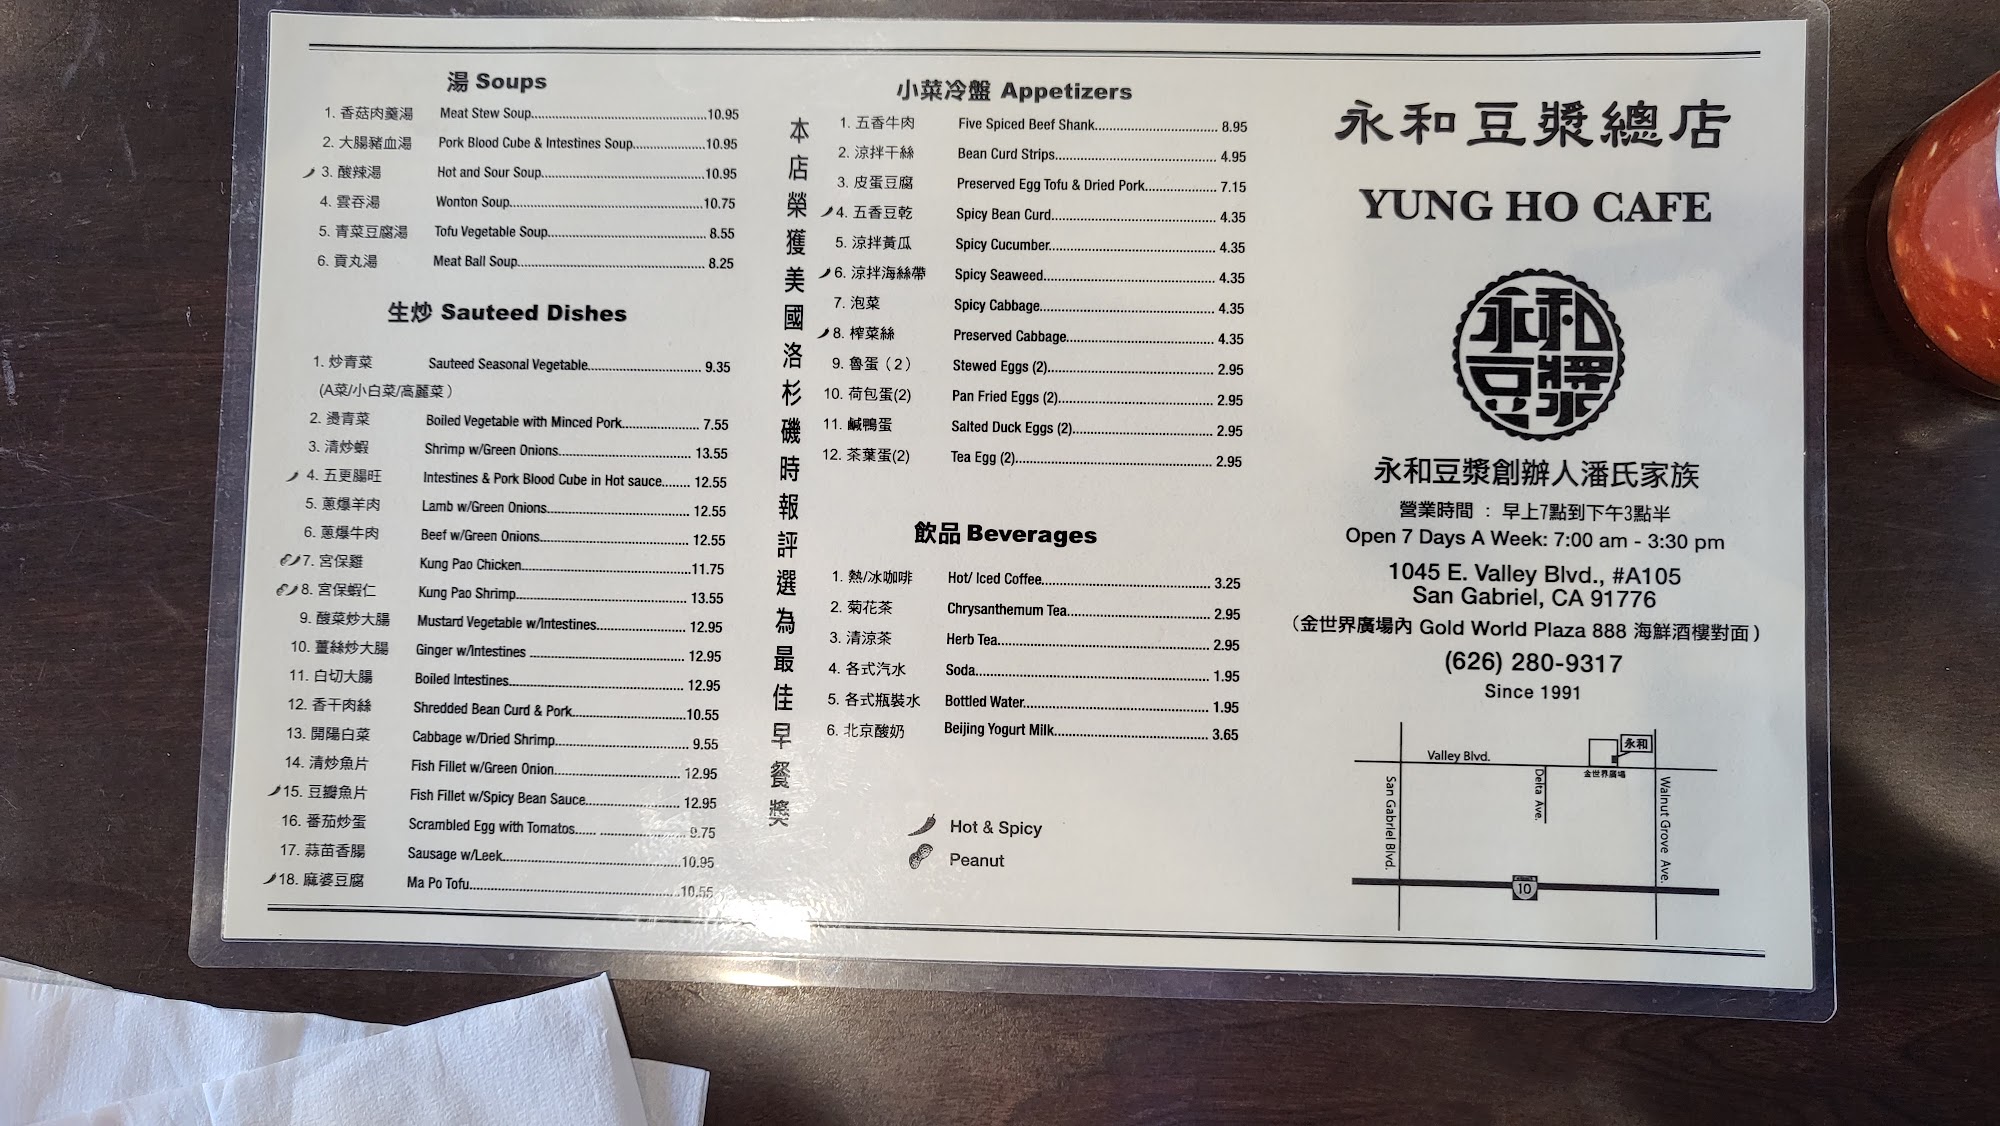 湯 Soups
1. 香菇肉羹湯 Meat Stew Soup 10.95
2. 大腸豬血湯 Pork Blood Cube & Intestines Soup 10.95
3. 酸辣湯 Hot and Sour Soup 10.95
4. 雲吞湯 Wonton Soup 10.75
5. 青菜豆腐湯 Tofu Vegetable Soup 8.55
6. 貢丸湯 Meat Ball Soup 8.25
生炒 Sauteed Dishes
1. 炒青菜 Sauteed Seasonal Vegetable 9.35
(A菜/小白菜/高麗菜)
2. 燙青菜 Boiled Vegetable with Minced Pork 7.55
3. 清炒蝦 Shrimp w/Green Onions 13.55
4. 五更腸旺 Intestines & Pork Blood Cube in Hot sauce 12.55
5. 蔥爆羊肉 Lamb w/Green Onions 12.55
6. 蔥爆牛肉 Beef w/Green Onions 12.55
7. 宮保雞 Kung Pao Chicken 11.75
8. 宮保蝦仁 Kung Pao Shrimp 13.55
9. 酸菜炒大腸 Mustard Vegetable w/Intestines 12.95
10. 薑絲炒大腸 Ginger w/Intestines 12.95
11. 白切大腸 Boiled Intestines 12.95
12. 香干肉絲 Shredded Bean Curd & Pork 10.55
13. 開陽白菜 Cabbage w/Dried Shrimp 9.55
14. 清炒魚片 Fish Fillet w/Green Onion 12.95
15. 豆瓣魚片 Fish Fillet w/Spicy Bean Sauce 12.95
16. 番茄炒蛋 Scrambled Egg with Tomatos 9.75
17. 蒜苗香腸 Sausage w/Leek 10.95
18. 麻婆豆腐 Ma Po Tofu 10.55
本店榮獲美國洛杉磯時報評選為最佳早餐獎
小菜冷盤 Appetizers
1. 五香牛肉 Five Spiced Beef Shank 8.95
2. 涼拌干絲 Bean Curd Strips 4.95
3. 皮蛋豆腐 Preserved Egg Tofu & Dried Pork 7.15
4. 五香豆乾 Spicy Bean Curd 4.35
5. 涼拌黃瓜 Spicy Cucumber 4.35
6. 涼拌海絲帶 Spicy Seaweed 4.35
7. 泡菜 Spicy Cabbage 4.35
8. 榨菜絲 Preserved Cabbage 4.35
9. 魯蛋（2） Stewed Eggs (2) 2.95
10. 荷包蛋(2) Pan Fried Eggs (2) 2.95
11. 鹹鴨蛋 Salted Duck Eggs (2) 2.95
12. 茶葉蛋(2) Tea Egg (2) 2.95
飲品 Beverages
1. 熱/冰咖啡 Hot/ Iced Coffee 3.25
2. 菊花茶 Chrysanthemum Tea 2.95
3. 清涼茶 Herb Tea 2.95
4. 各式汽水 Soda 1.95
5. 各式瓶裝水 Bottled Water 1.95
6. 北京酸奶 Beijing Yogurt Milk 3.65
Hot & Spicy
Peanut
永和豆漿總店
YUNG HO CAFE
永和
豆漿
永和豆漿創辦人潘氏家族
營業時間 : 早上7點到下午3點半
Open 7 Days A Week: 7:00 am - 3:30 pm
1045 E. Valley Blvd., #A105
San Gabriel, CA 91776
(金世界廣場內 Gold World Plaza 888 海鮮酒樓對面)
(626) 280-9317
Since 1991
永和
Valley Blvd.
金世界廣場
San Gabriel Blvd.
Delta Ave.
Walnut Grove Ave.
10